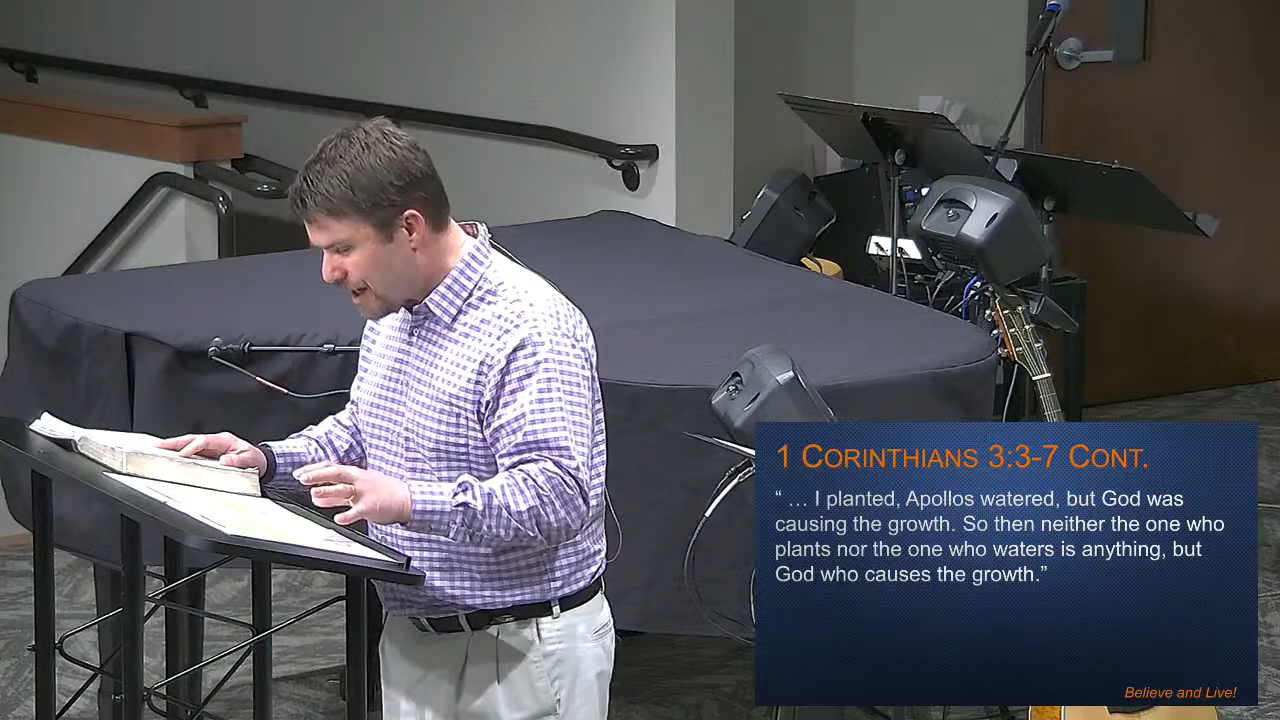 1 Corinthians 3:3-7 Cont.
“ … I planted, Apollos watered, but God was
causing the growth. So then neither the one who
plants nor the one who waters is anything, but
God who causes the growth.”
Believe and Live!